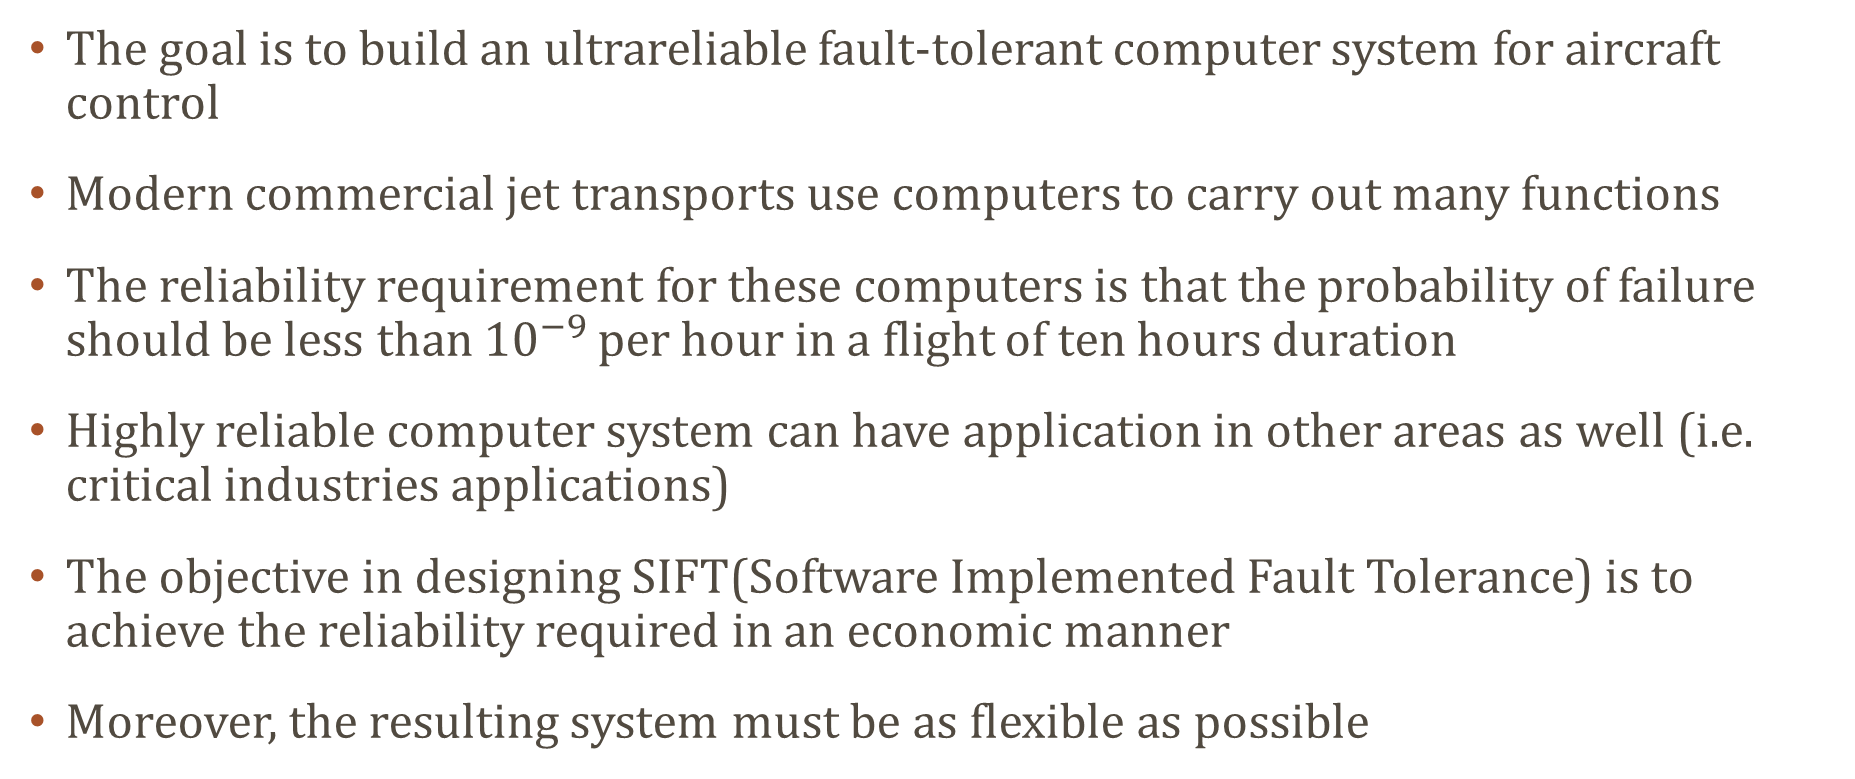 • The goal is to build an ultrareliable fault-tolerant computer system for aircraft
control
• Modern commercial jet transports use computers to carry out many functions
• The reliability requirement for these computers is that the probability of failure
should be less than 10⁻⁹ per hour in a flight of ten hours duration
• Highly reliable computer system can have application in other areas as well (i.e.
critical industries applications)
• The objective in designing SIFT(Software Implemented Fault Tolerance) is to
achieve the reliability required in an economic manner
• Moreover, the resulting system must be as flexible as possible